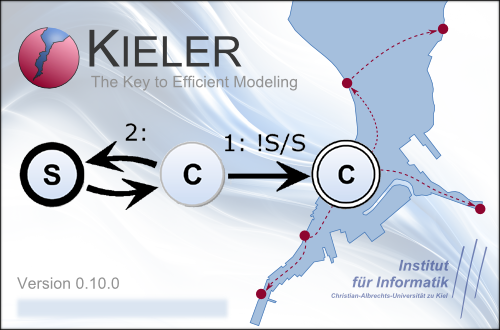 KIELER
The Key to Efficient Modeling
2:
1: !S/S
S
C
C
Institut
für Informatik
Christian-Albrechts-Universität zu Kiel
Version 0.10.0